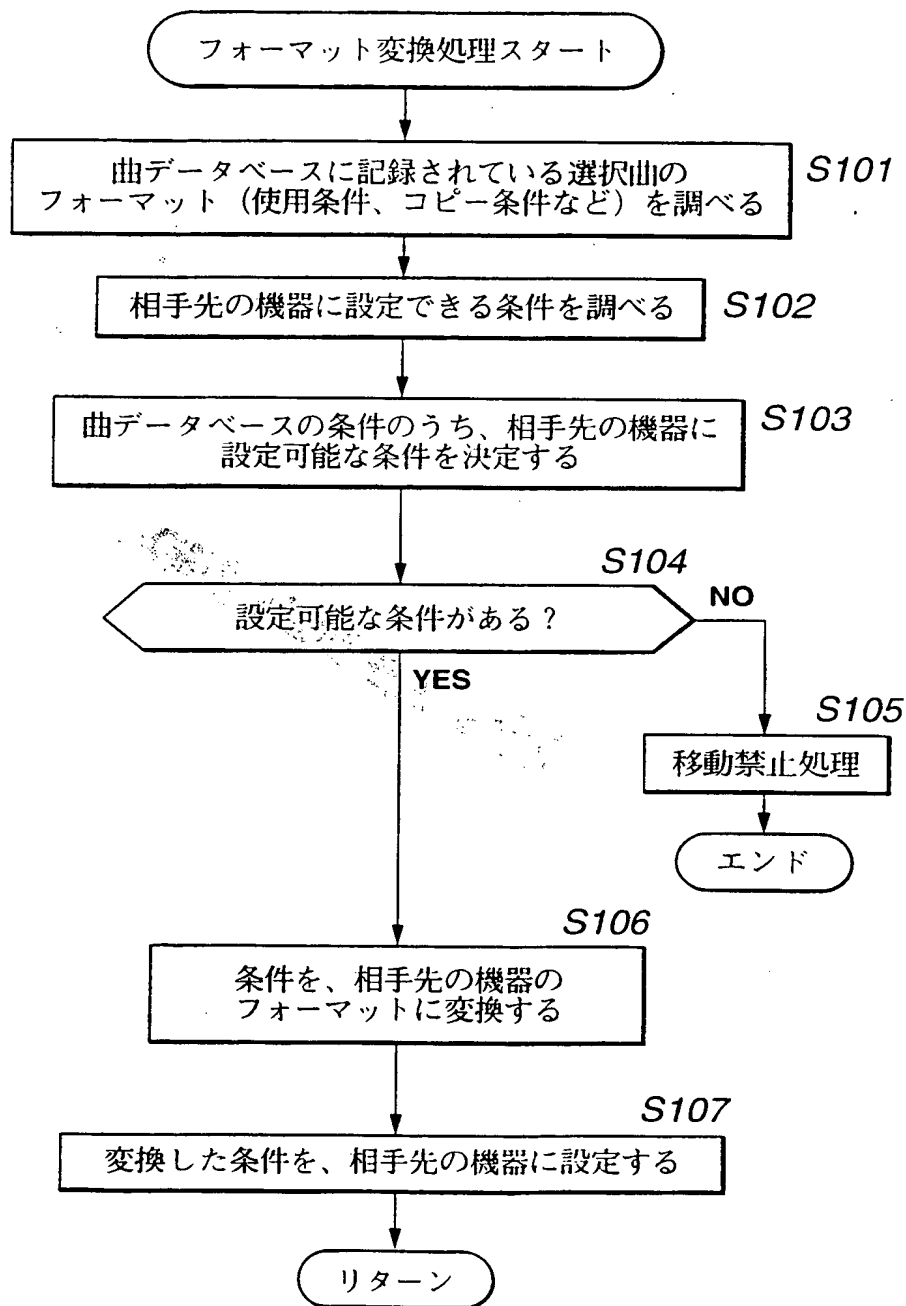 フォーマット変換処理スタート
曲データベースに記録されている選択曲の
フォーマット（使用条件、コピー条件など）を調べる
S101
相手先の機器に設定できる条件を調べる
S102
曲データベースの条件のうち、相手先の機器に
設定可能な条件を決定する
S103
S104
設定可能な条件がある？
NO
YES
S105
移動禁止処理
エンド
S106
条件を、相手先の機器の
フォーマットに変換する
S107
変換した条件を、相手先の機器に設定する
リターン